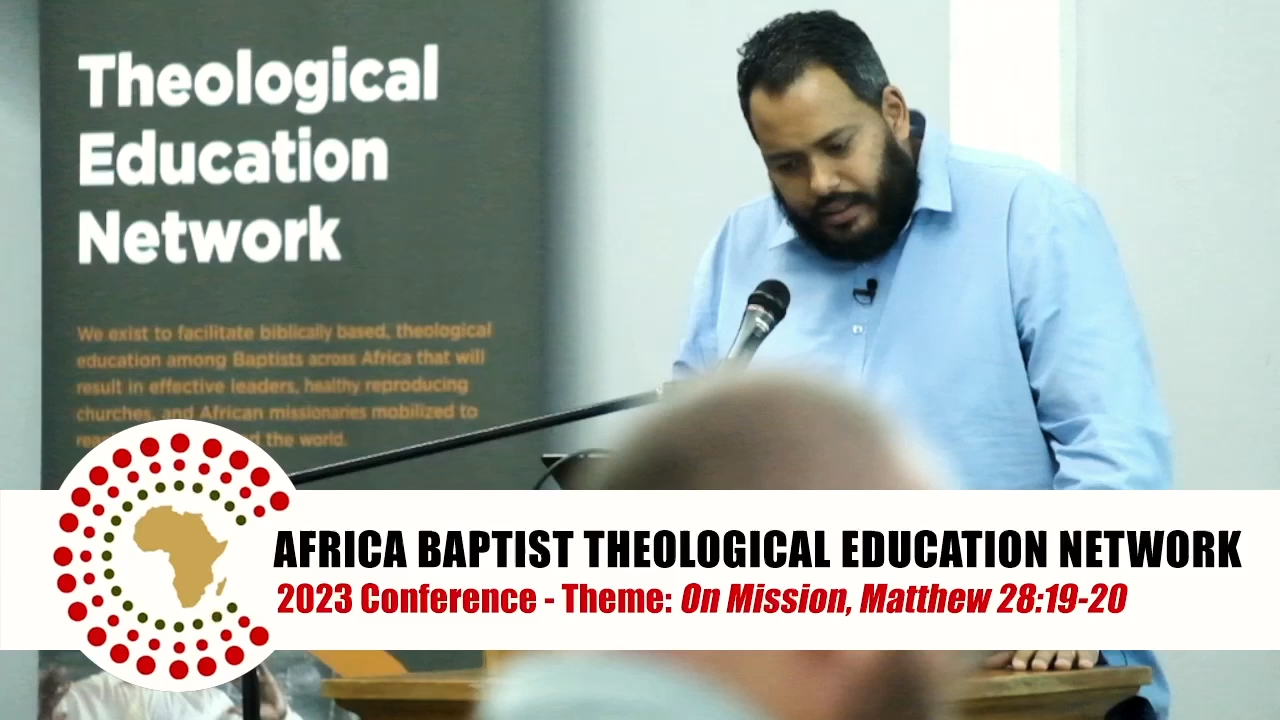 Theological
Education
Network
We exist to facilitate biblically based, theological
education among Baptists across Africa that will
result in effective leaders, healthy reproducing
churches, and African missionaries mobilized to
the world.
AFRICA BAPTIST THEOLOGICAL EDUCATION NETWORK
2023 Conference - Theme: On Mission, Matthew 28:19-20